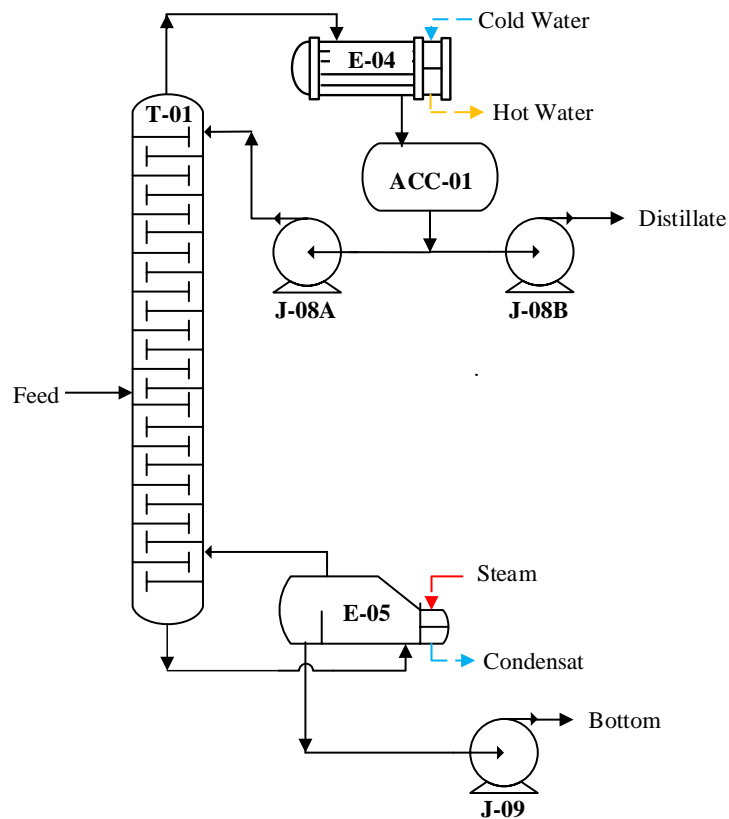 Cold Water
E-04
T-01
Hot Water
ACC-01
Distillate
J-08A
J-08B
Feed
Steam
E-05
Condensat
Bottom
J-09